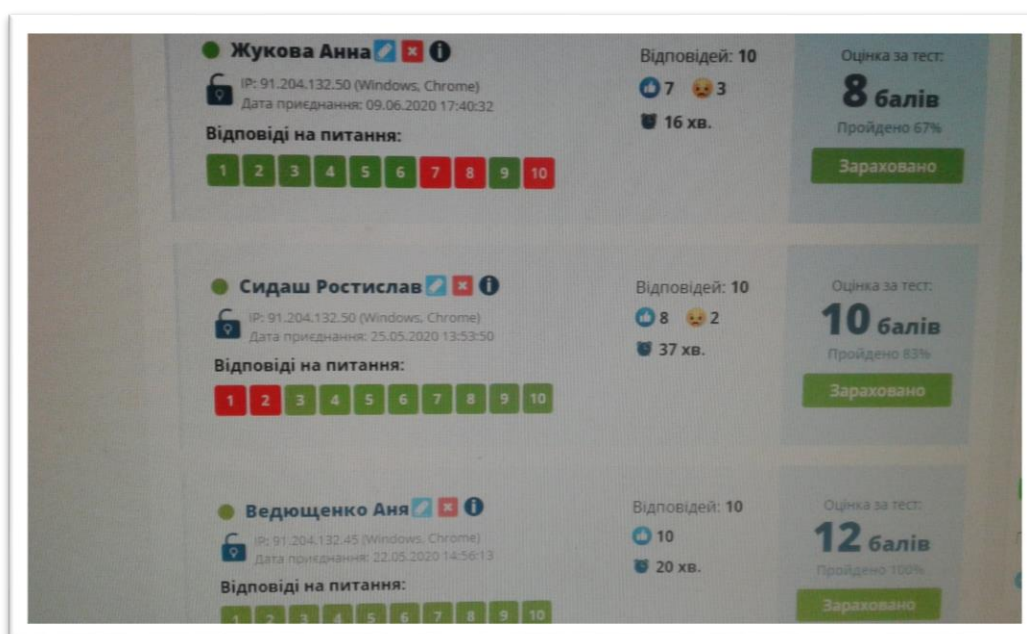 Жукова Анна
IP: 91.204.132.50 (Windows, Chrome)
Дата приєднання: 09.06.2020 17:40:32
Відповіді на питання:
1 2 3 4 5 6 7 8 9 10
Відповідей: 10
7 3
16 хв.
Оцінка за тест:
8 балів
Пройдено 67%
Зараховано
Сидаш Ростислав
IP: 91.204.132.50 (Windows, Chrome)
Дата приєднання: 25.05.2020 13:53:50
Відповіді на питання:
1 2 3 4 5 6 7 8 9 10
Відповідей: 10
8 2
37 хв.
Оцінка за тест:
10 балів
Пройдено 83%
Зараховано
Ведющенко Аня
IP: 91.204.132.45 (Windows, Chrome)
Дата приєднання: 22.05.2020 14:56:13
Відповіді на питання:
1 2 3 4 5 6 7 8 9 10
Відповідей: 10
10
20 хв.
Оцінка за тест:
12 балів
Пройдено 100%
Зараховано